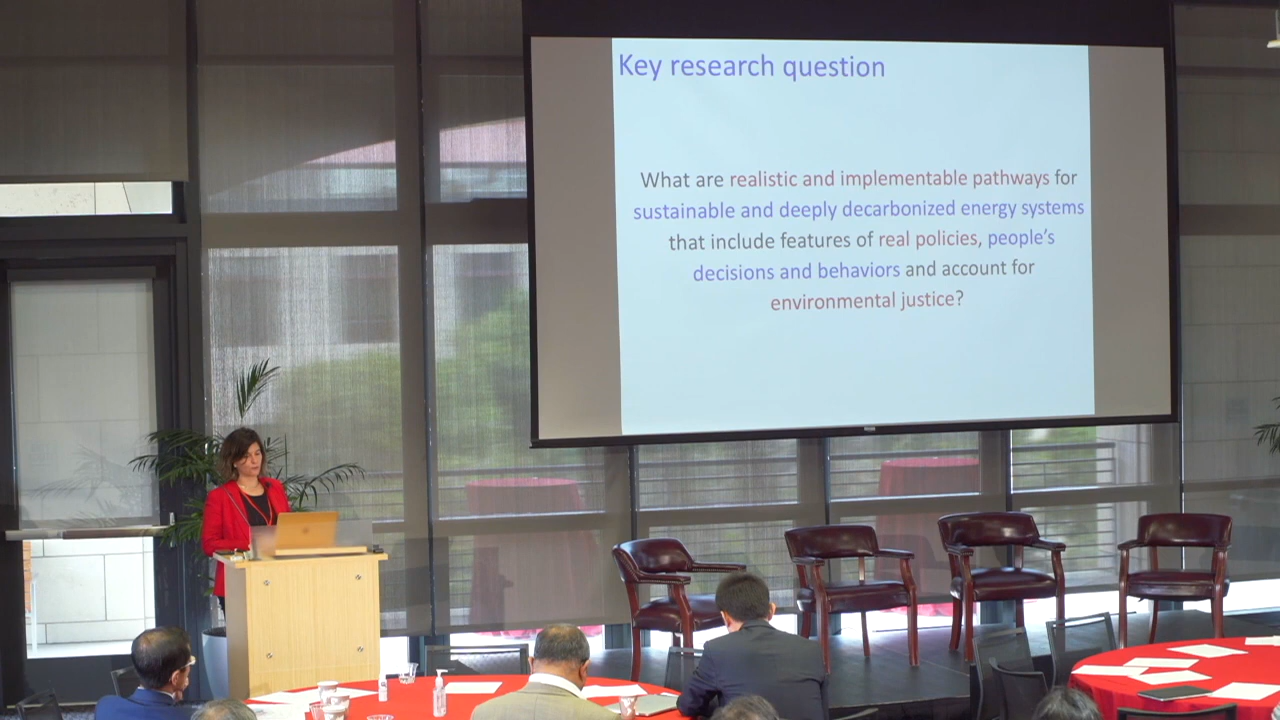 Key research question
What are realistic and implementable pathways for
sustainable and deeply decarbonized energy systems
that include features of real policies, people's
decisions and behaviors and account for
environmental justice?